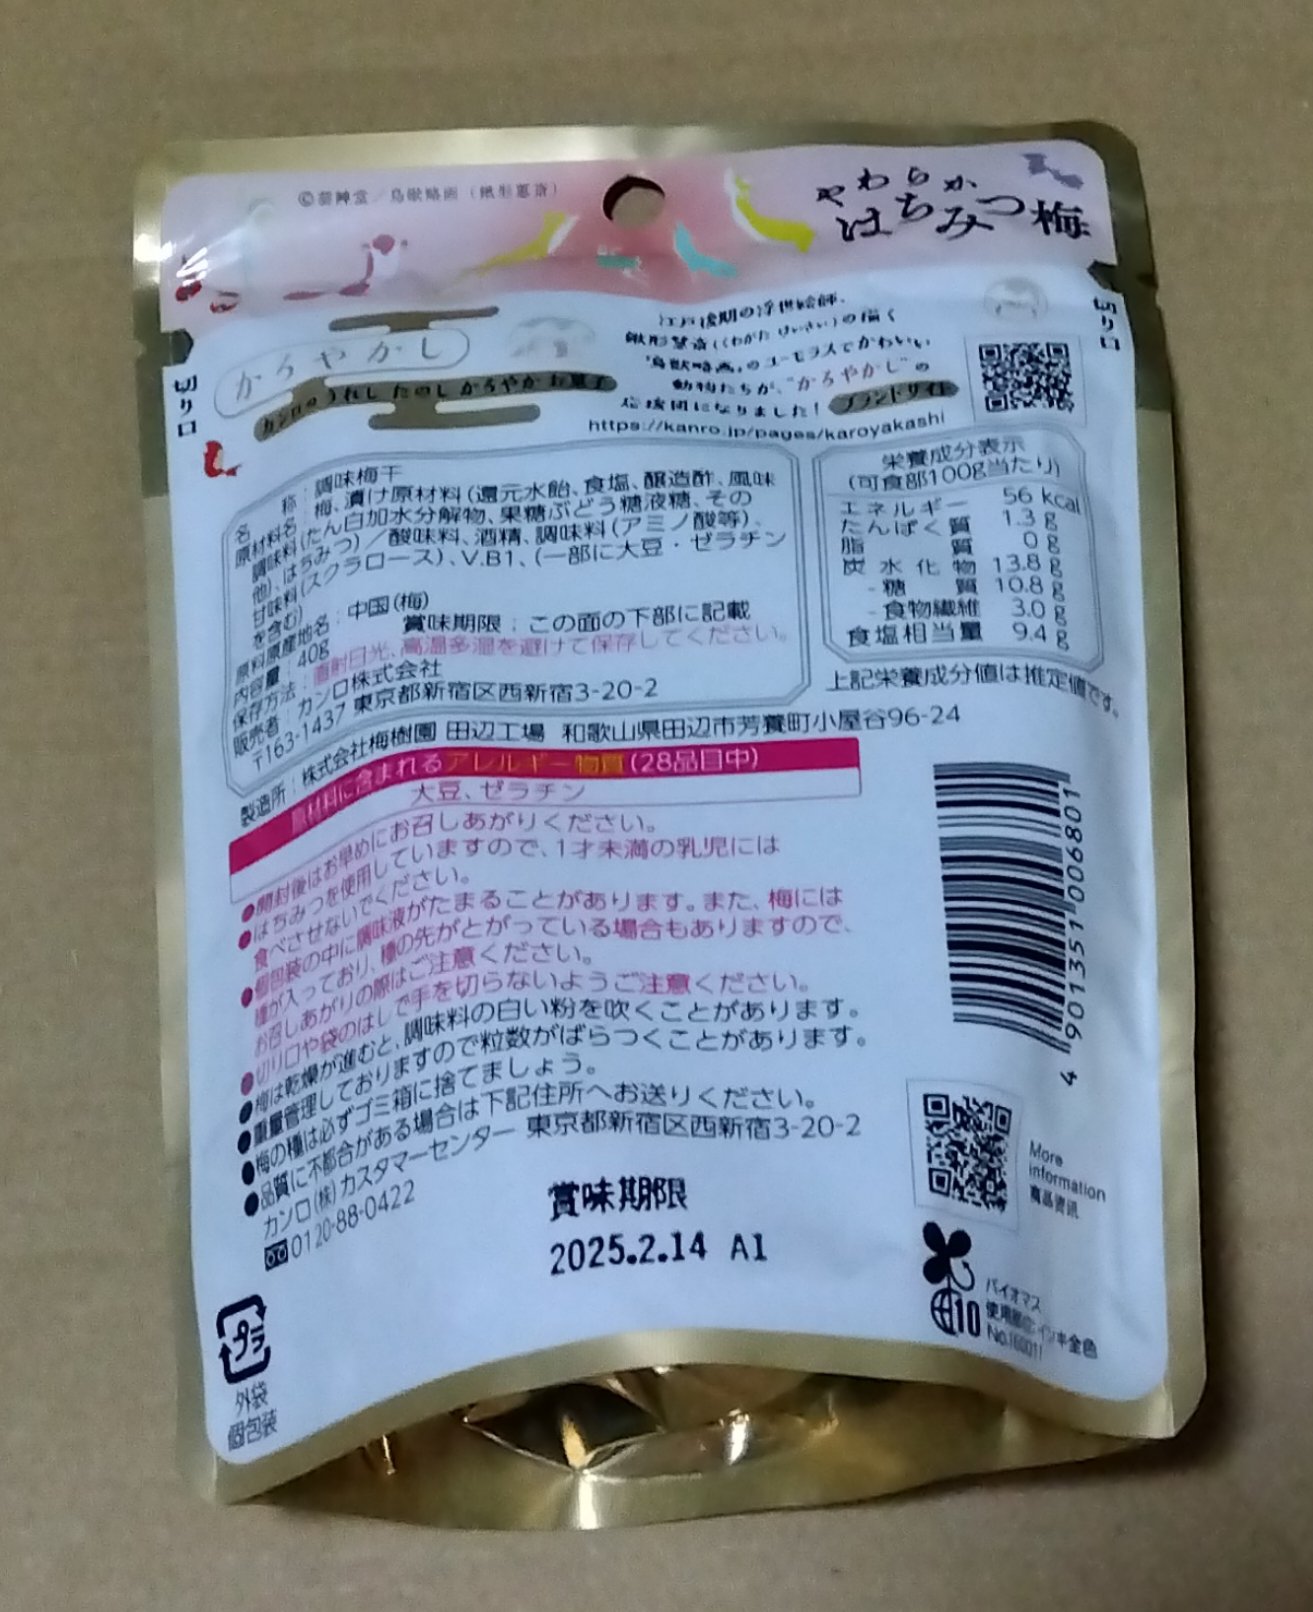 ©芸艸堂／鳥獣略画（鍬形蕙斎）
やわらか
はちみつ梅
切り口
切り口
かろやかし
カンロのうれしたのしかろやかお菓子
江戸後期の浮世絵師、
鍬形蕙斎（くわがた けいさい）の描く
「鳥獣略画」のユーモラスでかわいい
動物たちが、“かろやかし”の
応援団になりました！ ブランドサイト
https://kanro.jp/pages/karoyakashi
名　　称：調味梅干
原材料名：梅、漬け原材料（還元水飴、食塩、醸造酢、風味
調味料（たん白加水分解物、果糖ぶどう糖液糖、その
他）、はちみつ）／酸味料、酒精、調味料（アミノ酸等）、
甘味料（スクラロース）、V.B1、（一部に大豆・ゼラチン
を含む）
原料原産地名：中国（梅）
内容量：40g　賞味期限：この面の下部に記載
保存方法：直射日光、高温多湿を避けて保存してください。
販売者：カンロ株式会社
〒163-1437 東京都新宿区西新宿3-20-2
製造所：株式会社梅樹園 田辺工場 和歌山県田辺市芳養町小屋谷96-24
栄養成分表示
（可食部100g当たり）
エネルギー 56 kcal
たんぱく質 1.3 g
脂質 0 g
炭水化物 13.8 g
-糖質 10.8 g
-食物繊維 3.0 g
食塩相当量 9.4 g
上記栄養成分値は推定値です。
原材料に含まれるアレルギー物質（28品目中）
大豆、ゼラチン
●開封後はお早めにお召しあがりください。
●はちみつを使用していますので、1才未満の乳児には
食べさせないでください。
●個包装の中に調味液がたまることがあります。また、梅には
種が入っており、種の先がとがっている場合もありますので、
お召しあがりの際はご注意ください。
●切り口や袋のはしで手を切らないようご注意ください。
●梅は乾燥が進むと、調味料の白い粉を吹くことがあります。
●重量管理しておりますので粒数がばらつくことがあります。
●梅の種は必ずゴミ箱に捨てましょう。
●品質に不都合がある場合は下記住所へお送りください。
カンロ（株）カスタマーセンター 東京都新宿区西新宿3-20-2
0120-88-0422
賞味期限
2025.2.14 A1
4 901351 006801
More
information
商品資訊
10
バイオマス
使用部位:インキ全色
No.160011
プラ
外袋
個包装